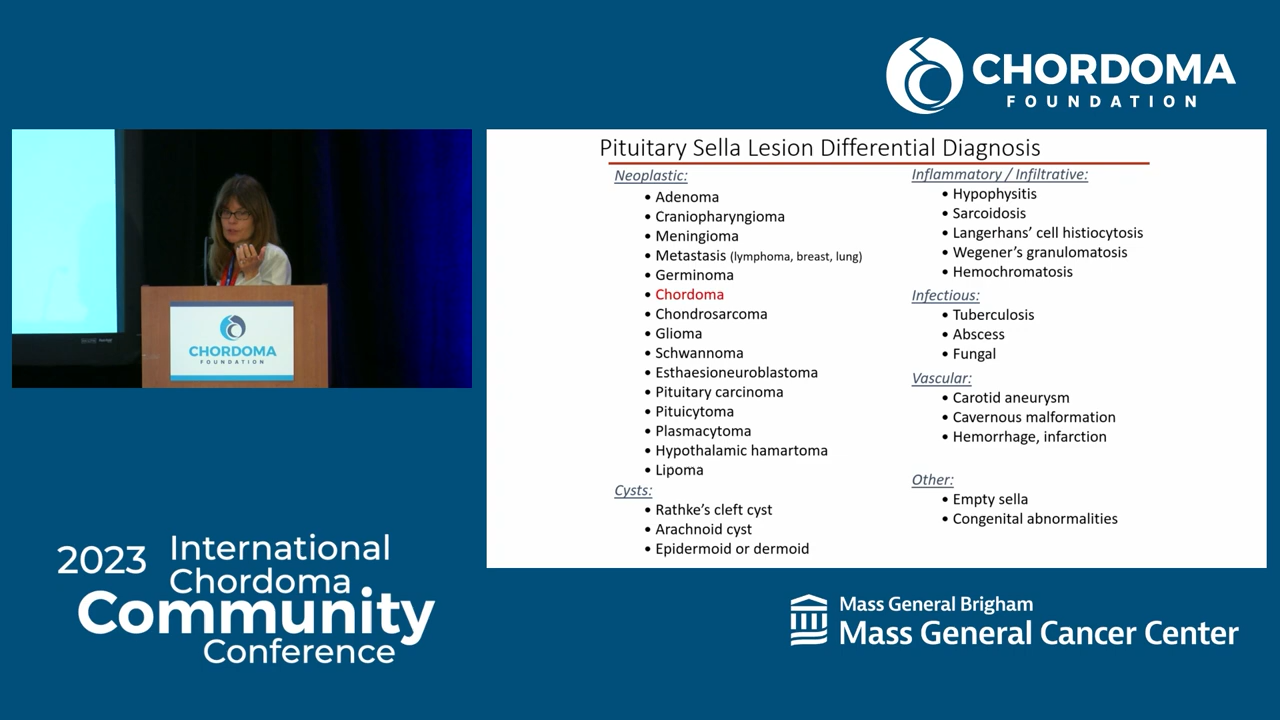 CHORDOMA
FOUNDATION
CHORDOMA
FOUNDATION
Pituitary Sella Lesion Differential Diagnosis
Neoplastic:
• Adenoma
• Craniopharyngioma
• Meningioma
• Metastasis (lymphoma, breast, lung)
• Germinoma
• Chordoma
• Chondrosarcoma
• Glioma
• Schwannoma
• Esthaesioneuroblastoma
• Pituitary carcinoma
• Pituicytoma
• Plasmacytoma
• Hypothalamic hamartoma
• Lipoma
Cysts:
• Rathke's cleft cyst
• Arachnoid cyst
• Epidermoid or dermoid
Inflammatory / Infiltrative:
• Hypophysitis
• Sarcoidosis
• Langerhans' cell histiocytosis
• Wegener's granulomatosis
• Hemochromatosis
Infectious:
• Tuberculosis
• Abscess
• Fungal
Vascular:
• Carotid aneurysm
• Cavernous malformation
• Hemorrhage, infarction
Other:
• Empty sella
• Congenital abnormalities
2023 International
Chordoma
Community
Conference
Mass General Brigham
Mass General Cancer Center